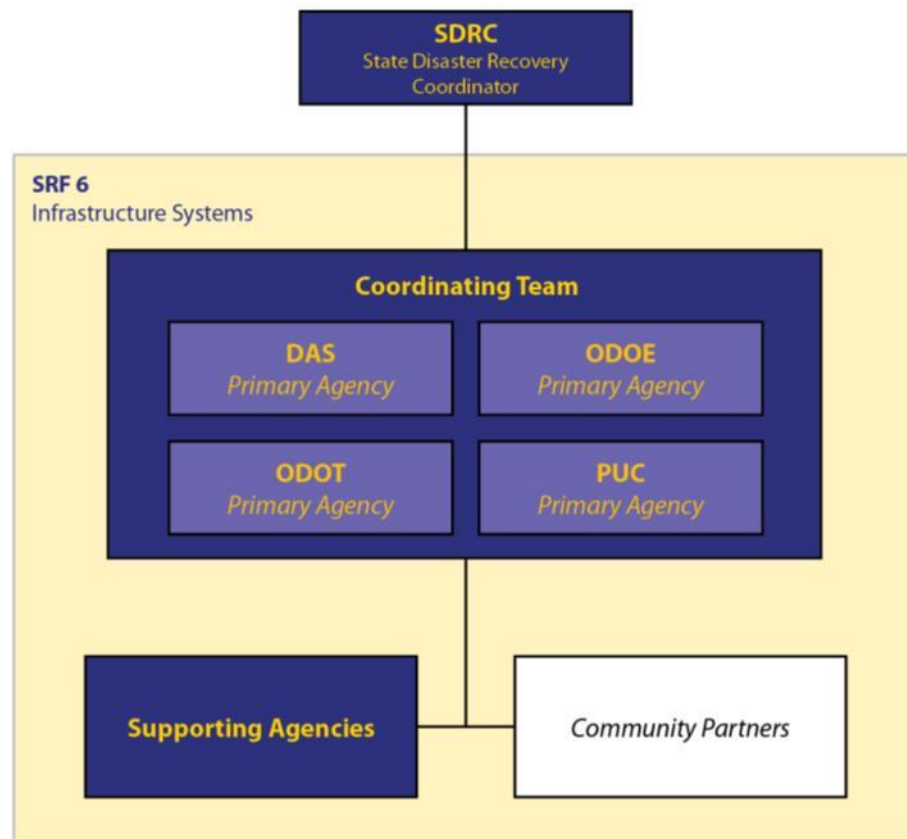 SDRC
State Disaster Recovery
Coordinator
SRF 6
Infrastructure Systems
Coordinating Team
DAS
Primary Agency
ODOE
Primary Agency
ODOT
Primary Agency
PUC
Primary Agency
Supporting Agencies
Community Partners